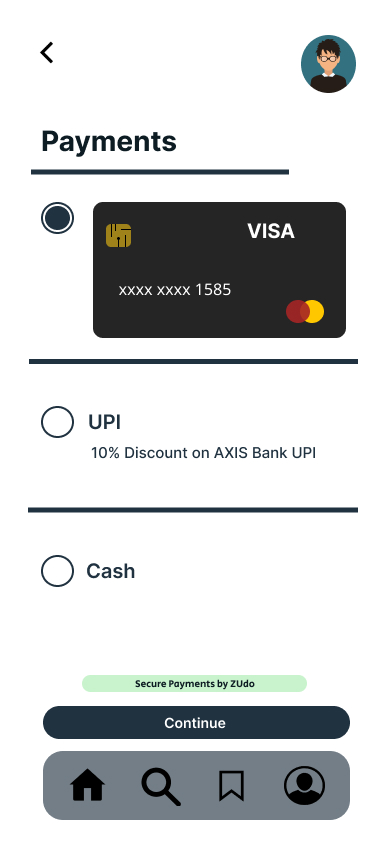 Payments
VISA
xxxx xxxx 1585
UPI
10% Discount on AXIS Bank UPI
Cash
Secure Payments by ZUdo
Continue